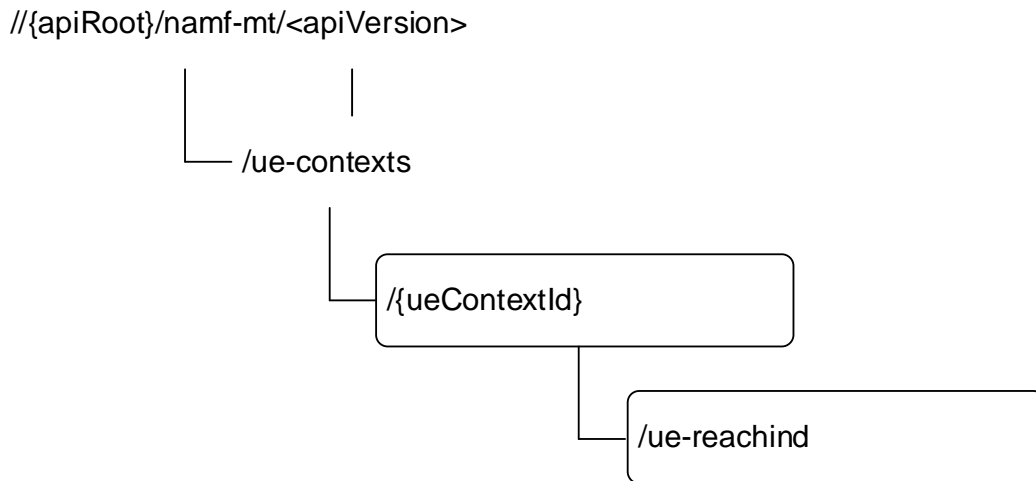 //{apiRoot}/namf-mt/<apiVersion>
/ue-contexts
/{ueContextId}
/ue-reachind